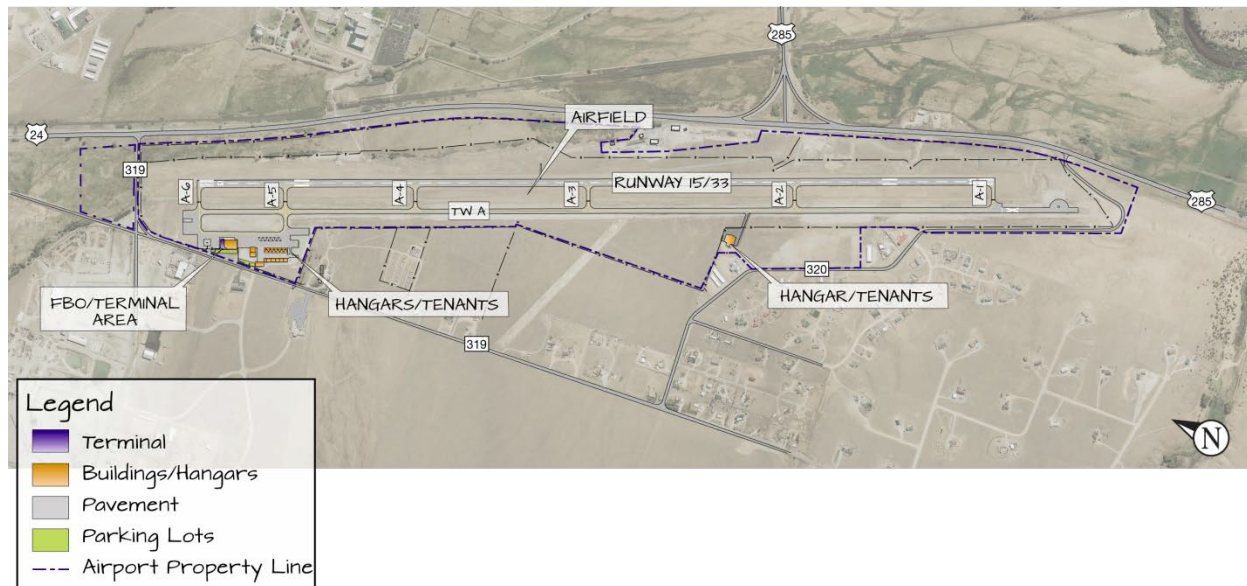 285
AIRFIELD
24
319
A-6
A-5
A-4
A-3
RUNWAY 15/33
A-2
A-1
285
TW A
FBO/TERMINAL
AREA
HANGARS/TENANTS
320
HANGAR/TENANTS
319
N
Legend
Terminal
Buildings/Hangars
Pavement
Parking Lots
Airport Property Line